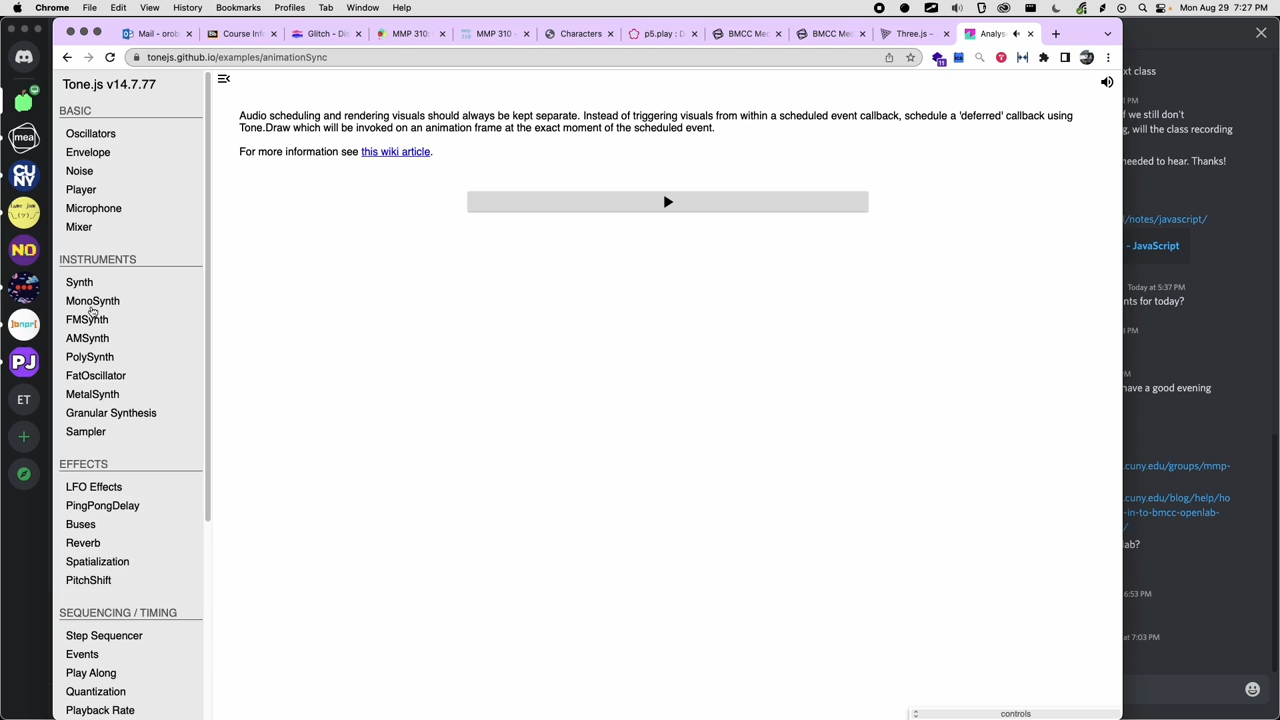 Chrome File Edit View History Bookmarks Profiles Tab Window Help Mon Aug 29 7:27 PM
Mail - orob Course Info Glitch - Dis MMP 310: MMP 310 - Characters p5.play : D BMCC Me BMCC Me Three.js – Analys
tonejs.github.io/examples/animationSync
11
Tone.js v14.7.77
BASIC
Oscillators
Envelope
Noise
Player
Microphone
Mixer
INSTRUMENTS
Synth
MonoSynth
FMSynth
AMSynth
PolySynth
FatOscillator
MetalSynth
Granular Synthesis
Sampler
EFFECTS
LFO Effects
PingPongDelay
Buses
Reverb
Spatialization
PitchShift
SEQUENCING / TIMING
Step Sequencer
Events
Play Along
Quantization
Playback Rate
Audio scheduling and rendering visuals should always be kept separate. Instead of triggering visuals from within a scheduled event callback, schedule a 'deferred' callback using
Tone.Draw which will be invoked on an animation frame at the exact moment of the scheduled event.
For more information see this wiki article.
controls
mea
CU
NY
NO
]bnpr[
PJ
ET
xt class
PM
f we still don't
g, will the class recording
needed to hear. Thanks!
/notes/javascript/
- JavaScript
Today at 5:37 PM
nts for today?
PM
have a good evening
.cuny.edu/groups/mmp-
.cuny.edu/blog/help/ho
-in-to-bmcc-openlab-
/
ab?
6:53 PM
at 7:03 PM